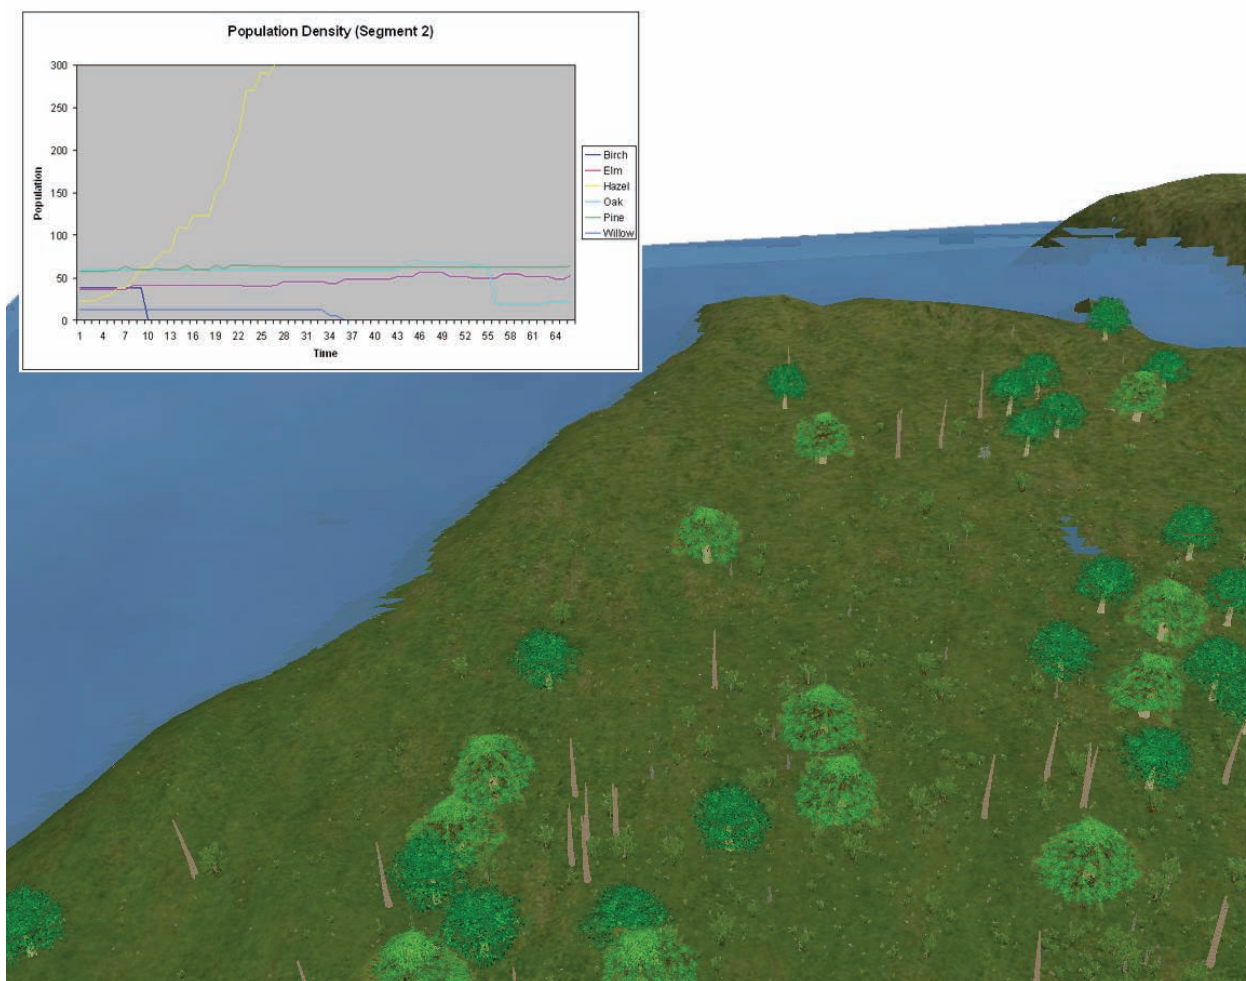 Population Density (Segment 2)
300
250
200
150
100
50
0
Population
1 4 7 10 13 16 19 22 25 28 31 34 37 40 43 46 49 52 55 58 61 64
Time
Birch
Elm
Hazel
Oak
Pine
Willow